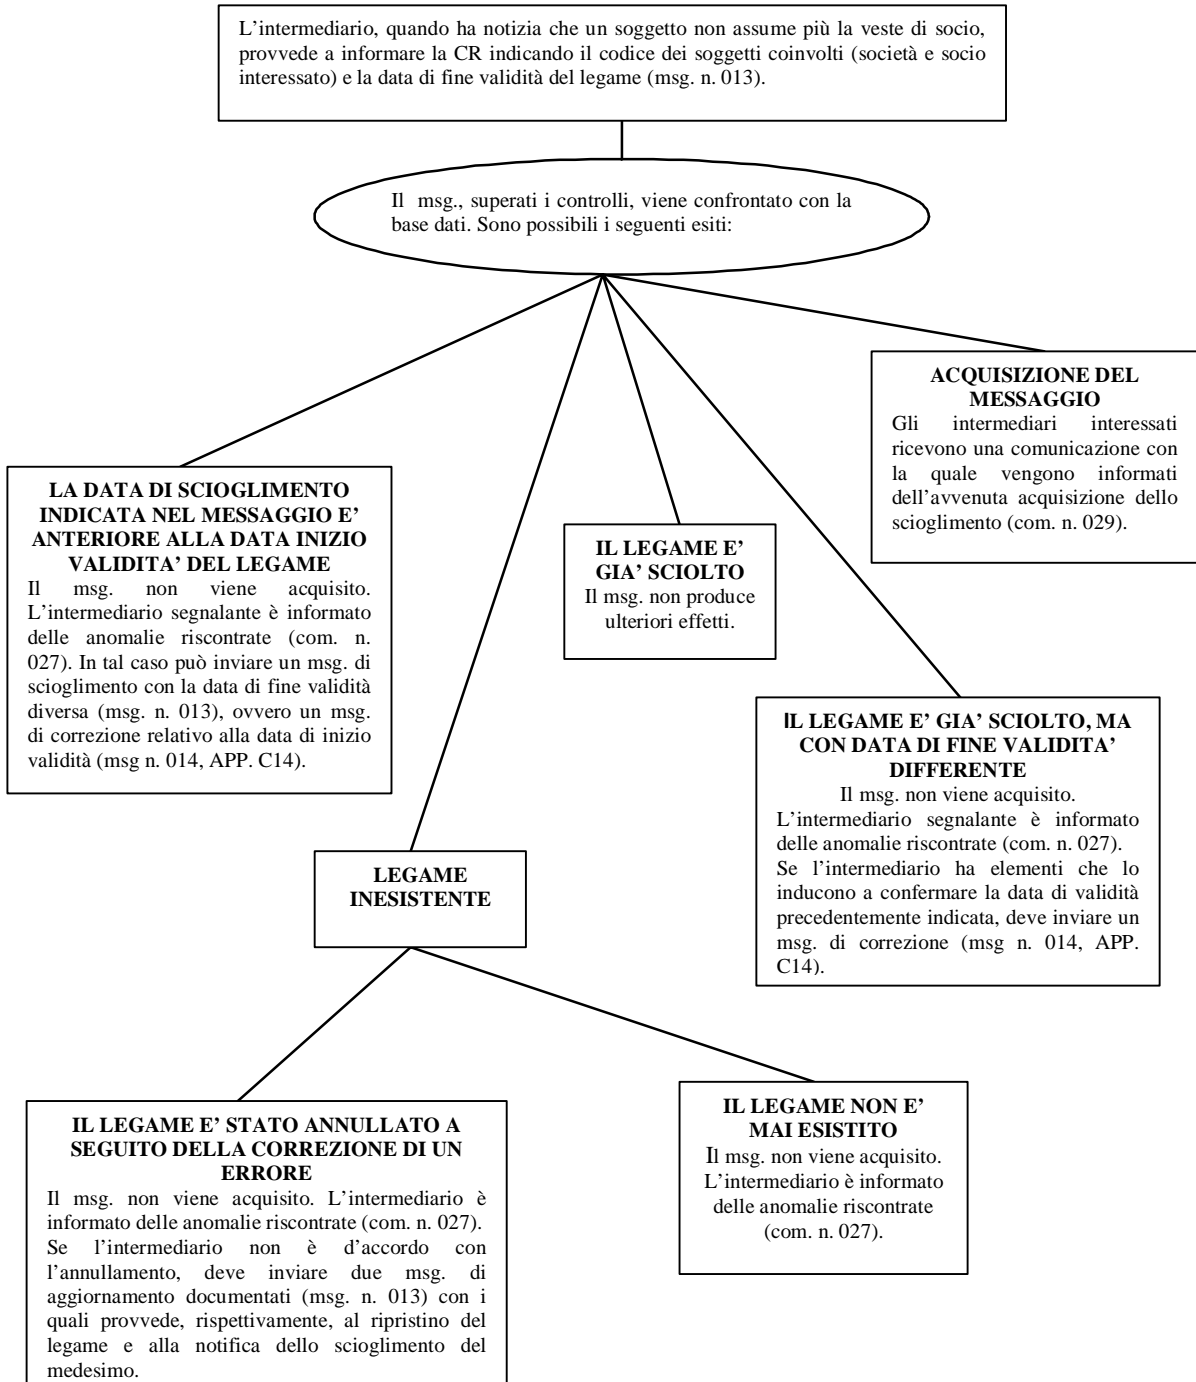 L'intermediario, quando ha notizia che un soggetto non assume più la veste di socio,
provvede a informare la CR indicando il codice dei soggetti coinvolti (società e socio
interessato) e la data di fine validità del legame (msg. n. 013).
Il msg., superati i controlli, viene confrontato con la
base dati. Sono possibili i seguenti esiti:
ACQUISIZIONE DEL
MESSAGGIO
Gli intermediari interessati
ricevono una comunicazione con
la quale vengono informati
dell'avvenuta acquisizione dello
scioglimento (com. n. 029).
LA DATA DI SCIOGLIMENTO
INDICATA NEL MESSAGGIO E'
ANTERIORE ALLA DATA INIZIO
VALIDITA' DEL LEGAME
Il msg. non viene acquisito.
L'intermediario segnalante è informato
delle anomalie riscontrate (com. n.
027). In tal caso può inviare un msg. di
scioglimento con la data di fine validità
diversa (msg. n. 013), ovvero un msg.
di correzione relativo alla data di inizio
validità (msg n. 014, APP. C14).
IL LEGAME E'
GIA' SCIOLTO
Il msg. non produce
ulteriori effetti.
IL LEGAME E' GIA' SCIOLTO, MA
CON DATA DI FINE VALIDITA'
DIFFERENTE
Il msg. non viene acquisito.
L'intermediario segnalante è informato
delle anomalie riscontrate (com. n. 027).
Se l'intermediario ha elementi che lo
inducono a confermare la data di validità
precedentemente indicata, deve inviare un
msg. di correzione (msg n. 014, APP.
C14).
LEGAME
INESISTENTE
IL LEGAME E' STATO ANNULLATO A
SEGUITO DELLA CORREZIONE DI UN
ERRORE
Il msg. non viene acquisito. L'intermediario è
informato delle anomalie riscontrate (com. n. 027).
Se l'intermediario non è d'accordo con
l'annullamento, deve inviare due msg. di
aggiornamento documentati (msg. n. 013) con i
quali provvede, rispettivamente, al ripristino del
legame e alla notifica dello scioglimento del
medesimo.
IL LEGAME NON E'
MAI ESISTITO
Il msg. non viene acquisito.
L'intermediario è informato
delle anomalie riscontrate
(com. n. 027).